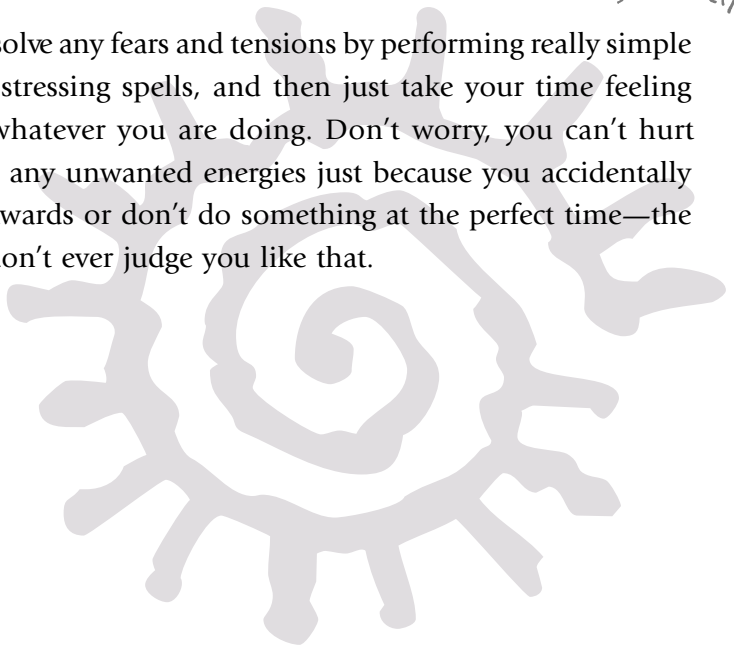 solve any fears and tensions by performing really simple
stressing spells, and then just take your time feeling
whatever you are doing. Don’t worry, you can’t hurt
any unwanted energies just because you accidentally
wards or don’t do something at the perfect time—the
on’t ever judge you like that.